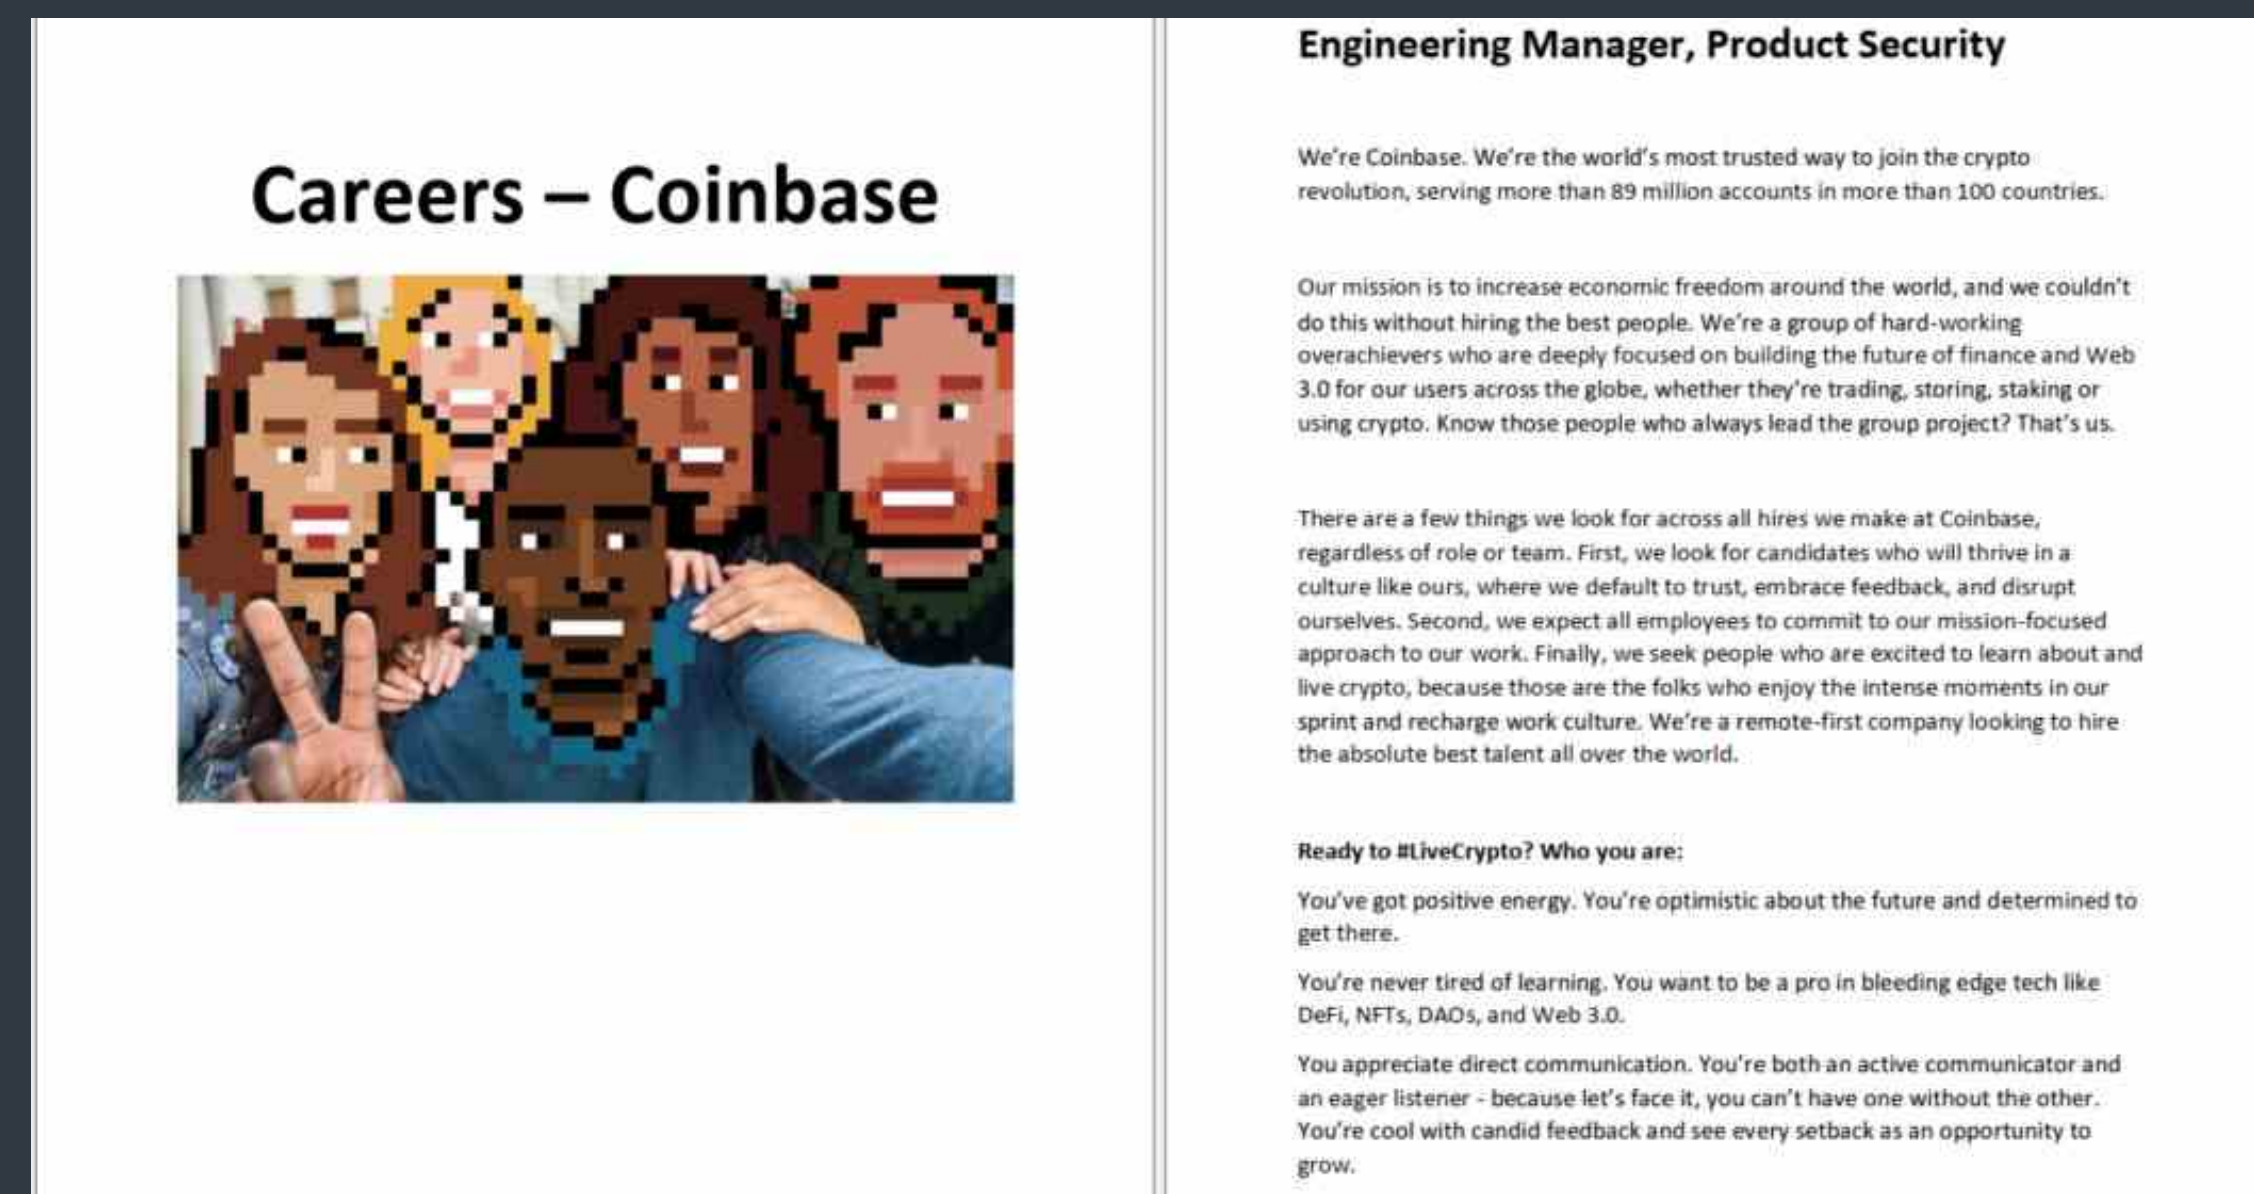 Careers – Coinbase
Engineering Manager, Product Security
We're Coinbase. We're the world's most trusted way to join the crypto
revolution, serving more than 89 million accounts in more than 100 countries.
Our mission is to increase economic freedom around the world, and we couldn't
do this without hiring the best people. We're a group of hard-working
overachievers who are deeply focused on building the future of finance and Web
3.0 for our users across the globe, whether they're trading, storing, staking or
using crypto. Know those people who always lead the group project? That's us.
There are a few things we look for across all hires we make at Coinbase,
regardless of role or team. First, we look for candidates who will thrive in a
culture like ours, where we default to trust, embrace feedback, and disrupt
ourselves. Second, we expect all employees to commit to our mission-focused
approach to our work. Finally, we seek people who are excited to learn about and
live crypto, because those are the folks who enjoy the intense moments in our
sprint and recharge work culture. We're a remote-first company looking to hire
the absolute best talent all over the world.
Ready to #LiveCrypto? Who you are:
You've got positive energy. You're optimistic about the future and determined to
get there.
You're never tired of learning. You want to be a pro in bleeding edge tech like
DeFi, NFTs, DAOs, and Web 3.0.
You appreciate direct communication. You're both an active communicator and
an eager listener - because let's face it, you can't have one without the other.
You're cool with candid feedback and see every setback as an opportunity to
grow.